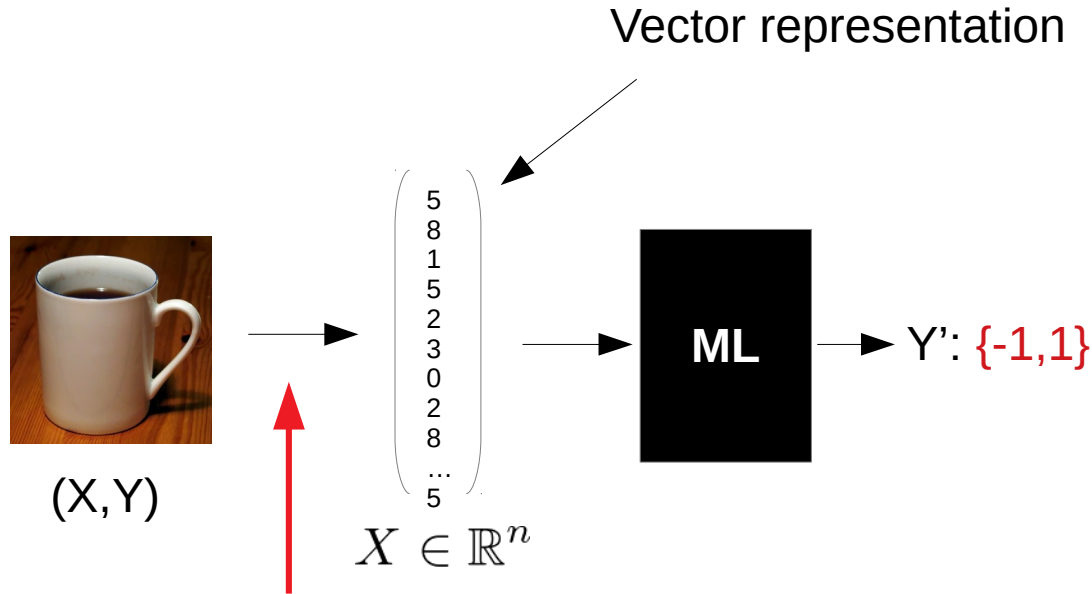 Vector representation
5
8
1
5
2
3
0
2
8
...
5
ML
Y’: {-1,1}
(X,Y)
X ∈ ℝⁿ